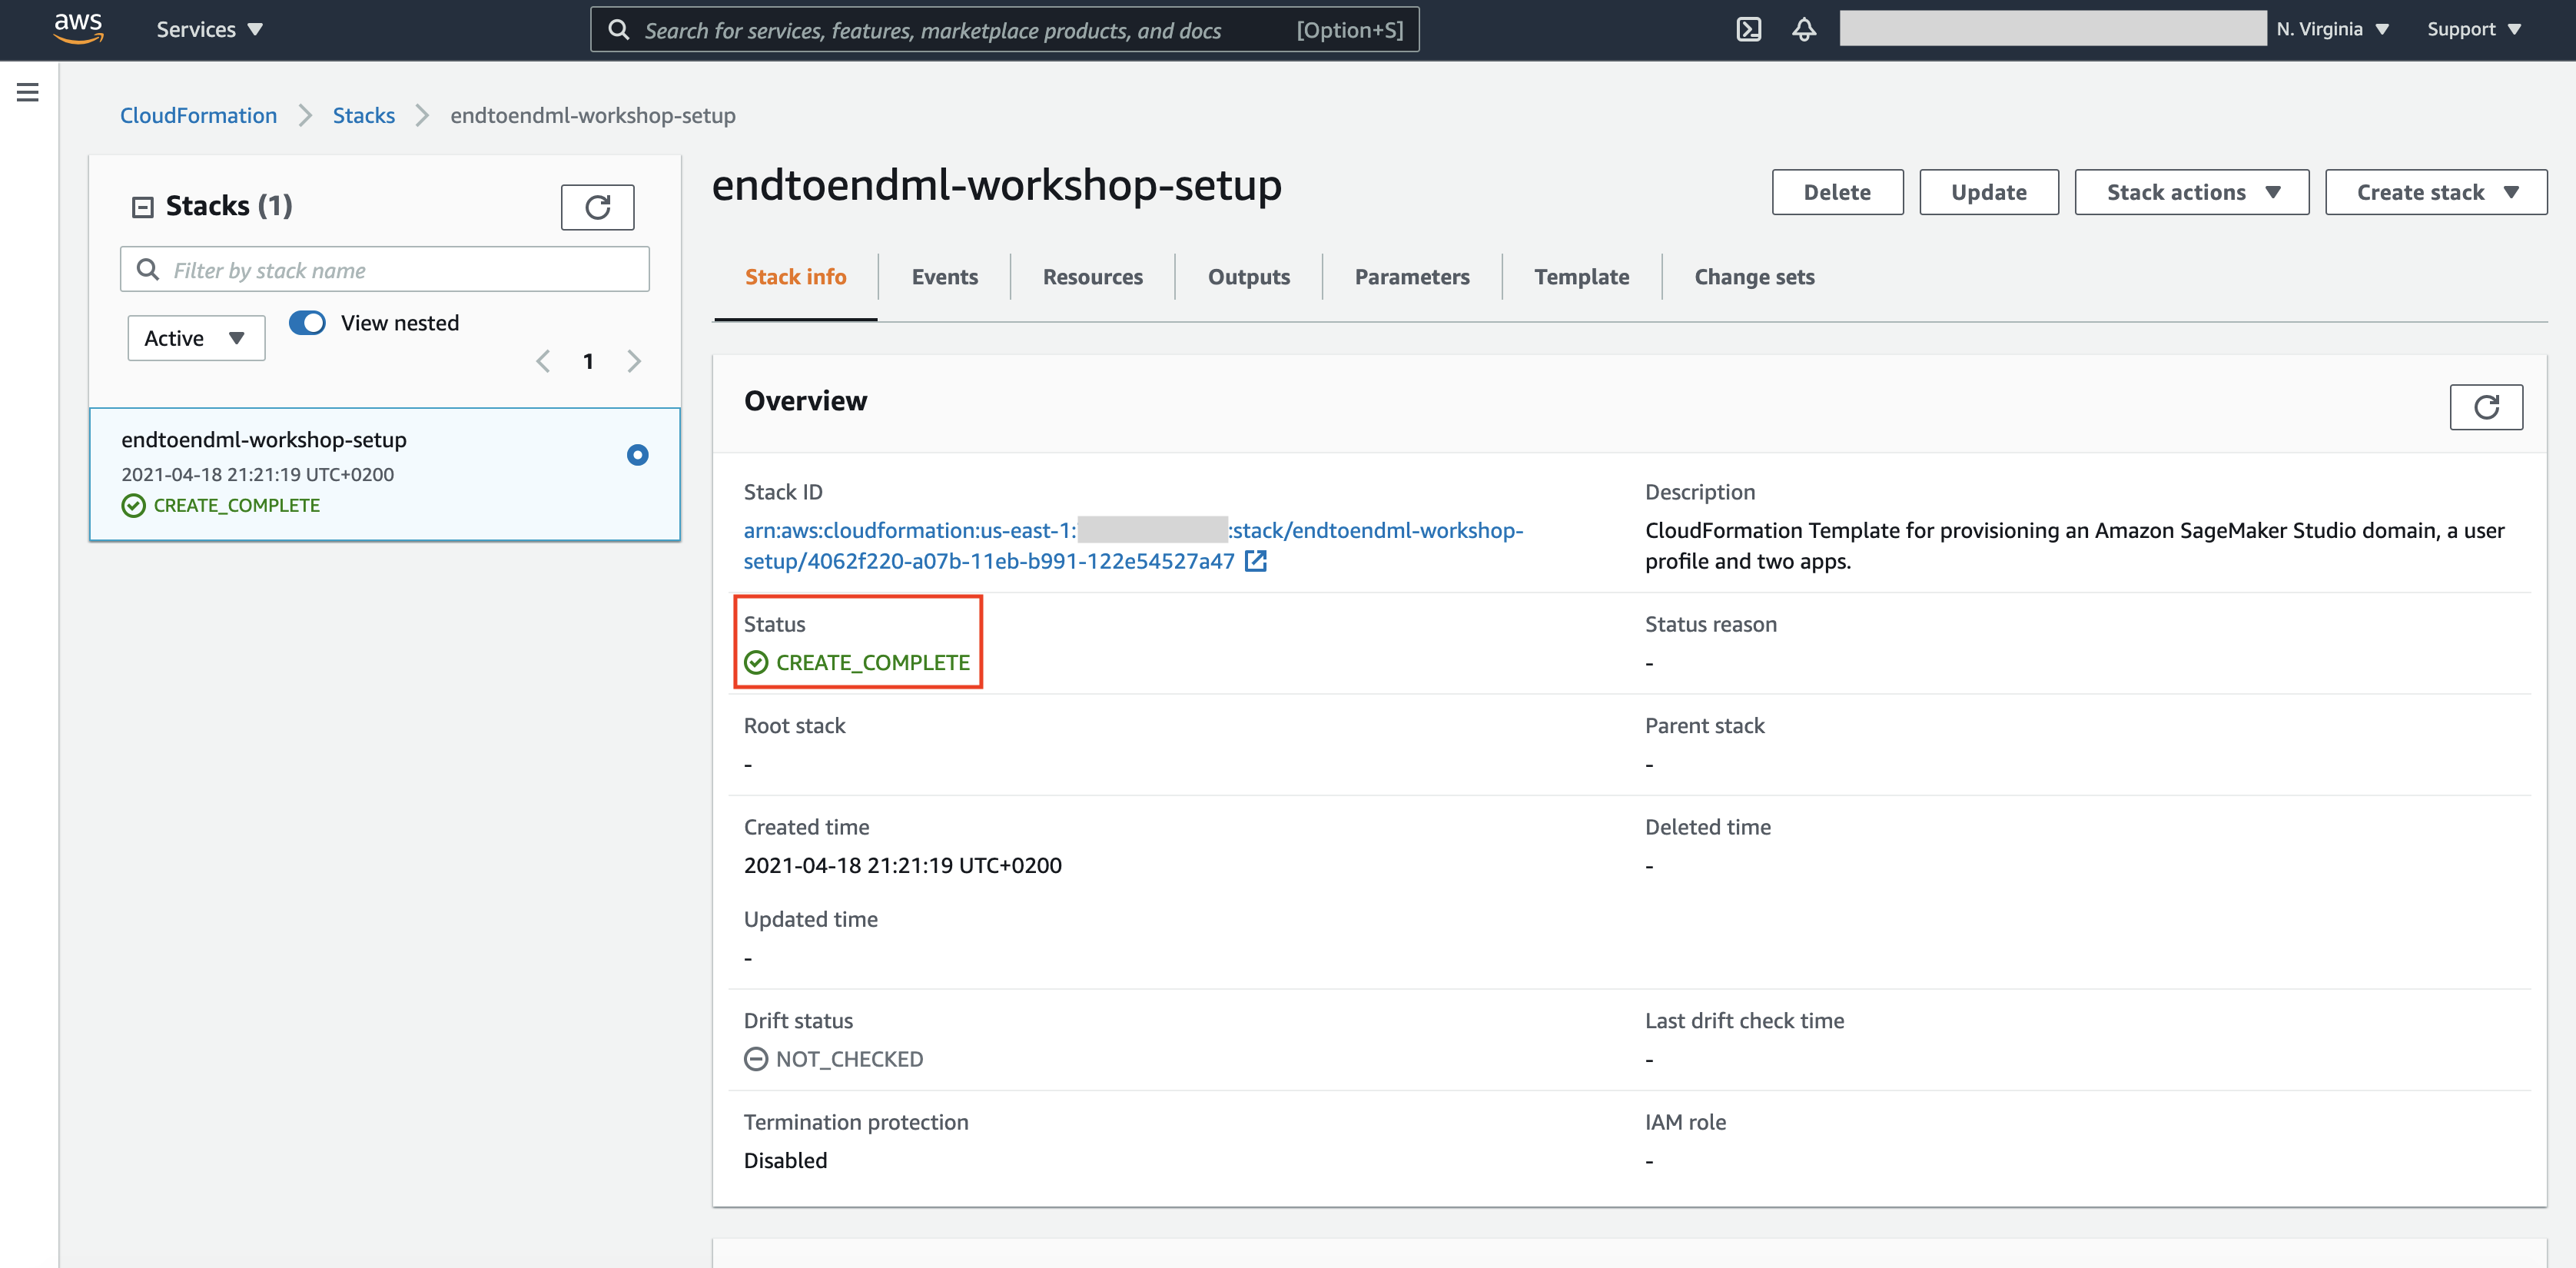 aws
Services
Search for services, features, marketplace products, and docs
[Option+S]
N. Virginia
Support
CloudFormation
Stacks
endtoendml-workshop-setup
Stacks (1)
Filter by stack name
Active
View nested
1
endtoendml-workshop-setup
2021-04-18 21:21:19 UTC+0200
CREATE_COMPLETE
endtoendml-workshop-setup
Delete
Update
Stack actions
Create stack
Stack info
Events
Resources
Outputs
Parameters
Template
Change sets
Overview
Stack ID
arn:aws:cloudformation:us-east-1: :stack/endtoendml-workshop-
setup/4062f220-a07b-11eb-b991-122e54527a47
Description
CloudFormation Template for provisioning an Amazon SageMaker Studio domain, a user
profile and two apps.
Status
CREATE_COMPLETE
Status reason
-
Root stack
-
Parent stack
-
Created time
2021-04-18 21:21:19 UTC+0200
Deleted time
-
Updated time
-
Drift status
NOT_CHECKED
Last drift check time
-
Termination protection
Disabled
IAM role
-